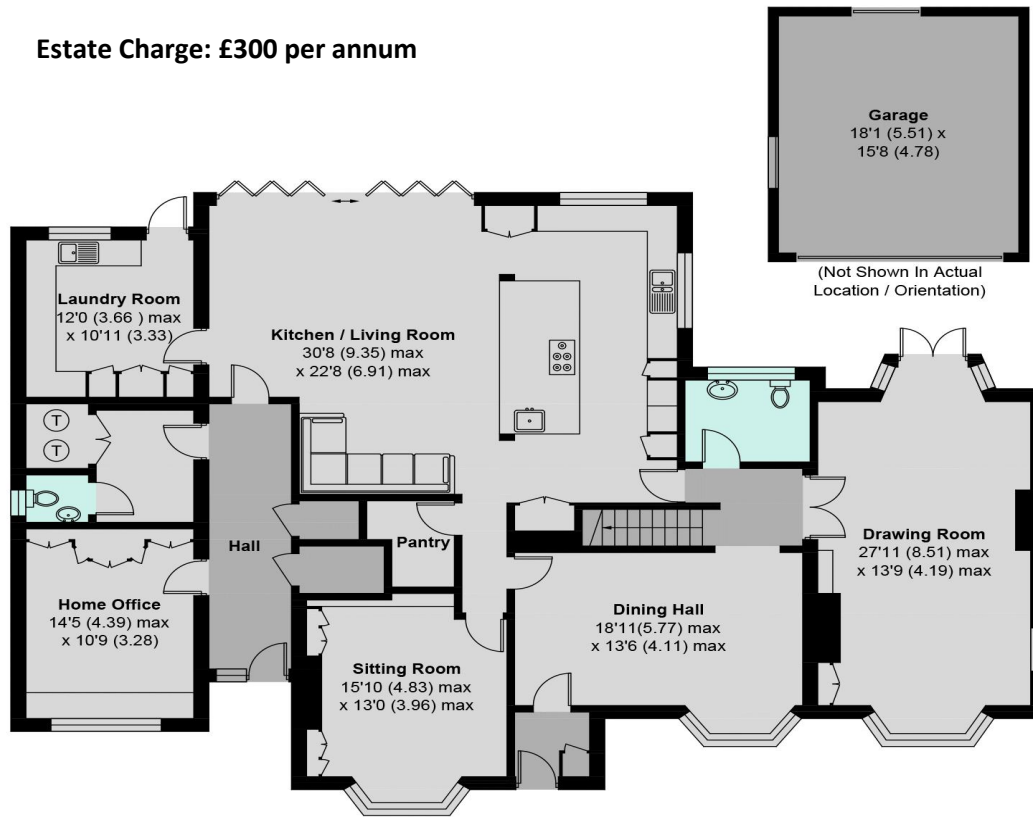 Estate Charge: £300 per annum
Garage
18'1 (5.51) x
15'8 (4.78)
(Not Shown In Actual
Location / Orientation)
Laundry Room
12'0 (3.66 ) max
x 10'11 (3.33)
Kitchen / Living Room
30'8 (9.35) max
x 22'8 (6.91) max
T
T
Hall
Pantry
Drawing Room
27'11 (8.51) max
x 13'9 (4.19) max
Home Office
14'5 (4.39) max
x 10'9 (3.28)
Dining Hall
18'11(5.77) max
x 13'6 (4.11) max
Sitting Room
15'10 (4.83) max
x 13'0 (3.96) max